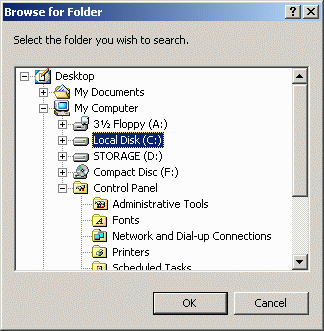 Browse for Folder
Select the folder you wish to search.
Desktop
My Documents
My Computer
3½ Floppy (A:)
Local Disk (C:)
STORAGE (D:)
Compact Disc (F:)
Control Panel
Administrative Tools
Fonts
Network and Dial-up Connections
Printers
Scheduled Tasks
OK Cancel